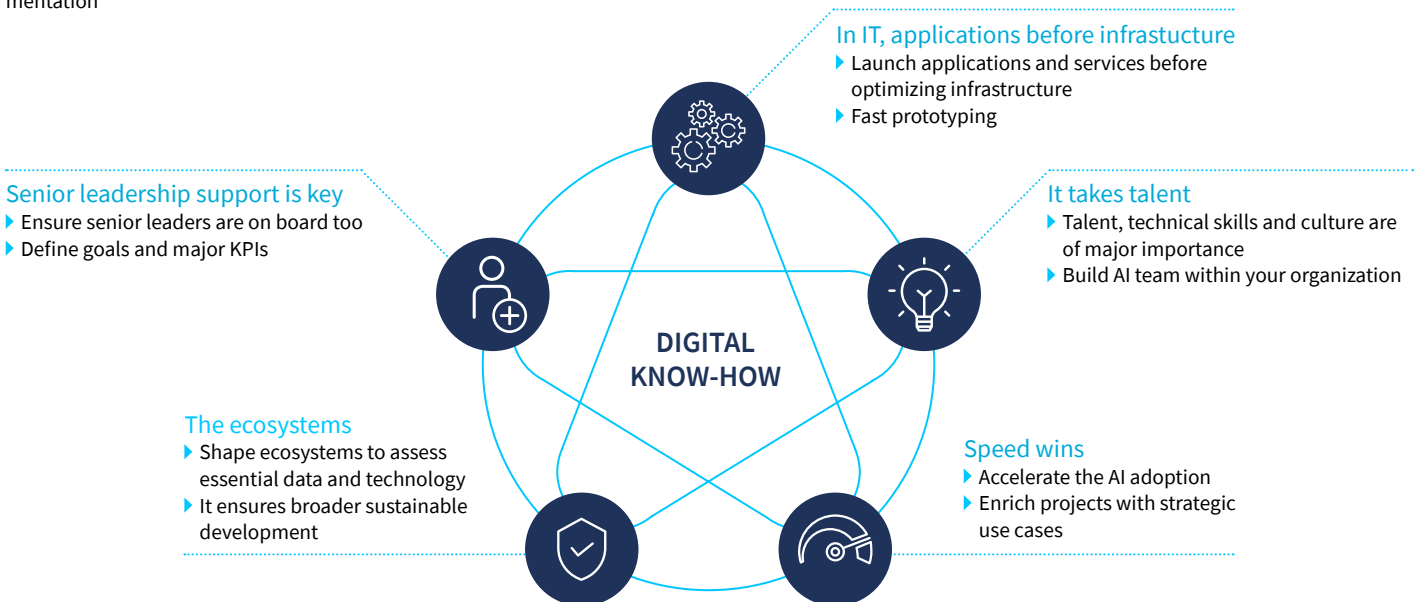 mentation
In IT, applications before infrastucture
Launch applications and services before
optimizing infrastructure
Fast prototyping
Senior leadership support is key
Ensure senior leaders are on board too
Define goals and major KPIs
It takes talent
Talent, technical skills and culture are
of major importance
Build AI team within your organization
DIGITAL
KNOW-HOW
The ecosystems
Shape ecosystems to assess
essential data and technology
It ensures broader sustainable
development
Speed wins
Accelerate the AI adoption
Enrich projects with strategic
use cases